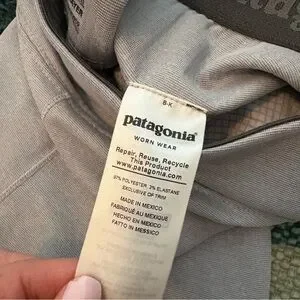 8-K
patagonia®
WORN WEAR
Repair, Reuse, Recycle
This Product
www.patagonia.com
97% POLYESTER, 3% ELASTANE
EXCLUSIVE OF TRIM
MADE IN MEXICO
FABRIQUÉ AU MEXIQUE
HECHO EN MÉXICO
FATTO IN MESSICO